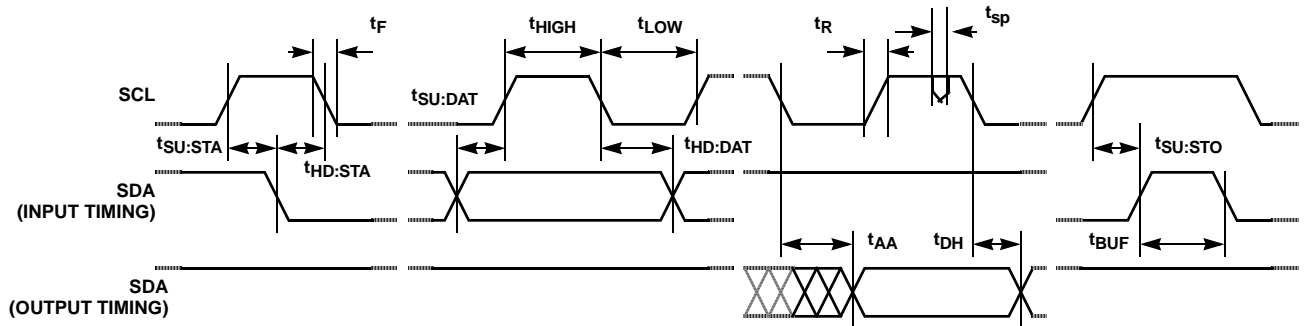 tF
tHIGH
tLOW
tR
tsp
SCL
tSU:DAT
tSU:STA
tHD:STA
tHD:DAT
tSU:STO
SDA
(INPUT TIMING)
tAA
tDH
tBUF
SDA
(OUTPUT TIMING)